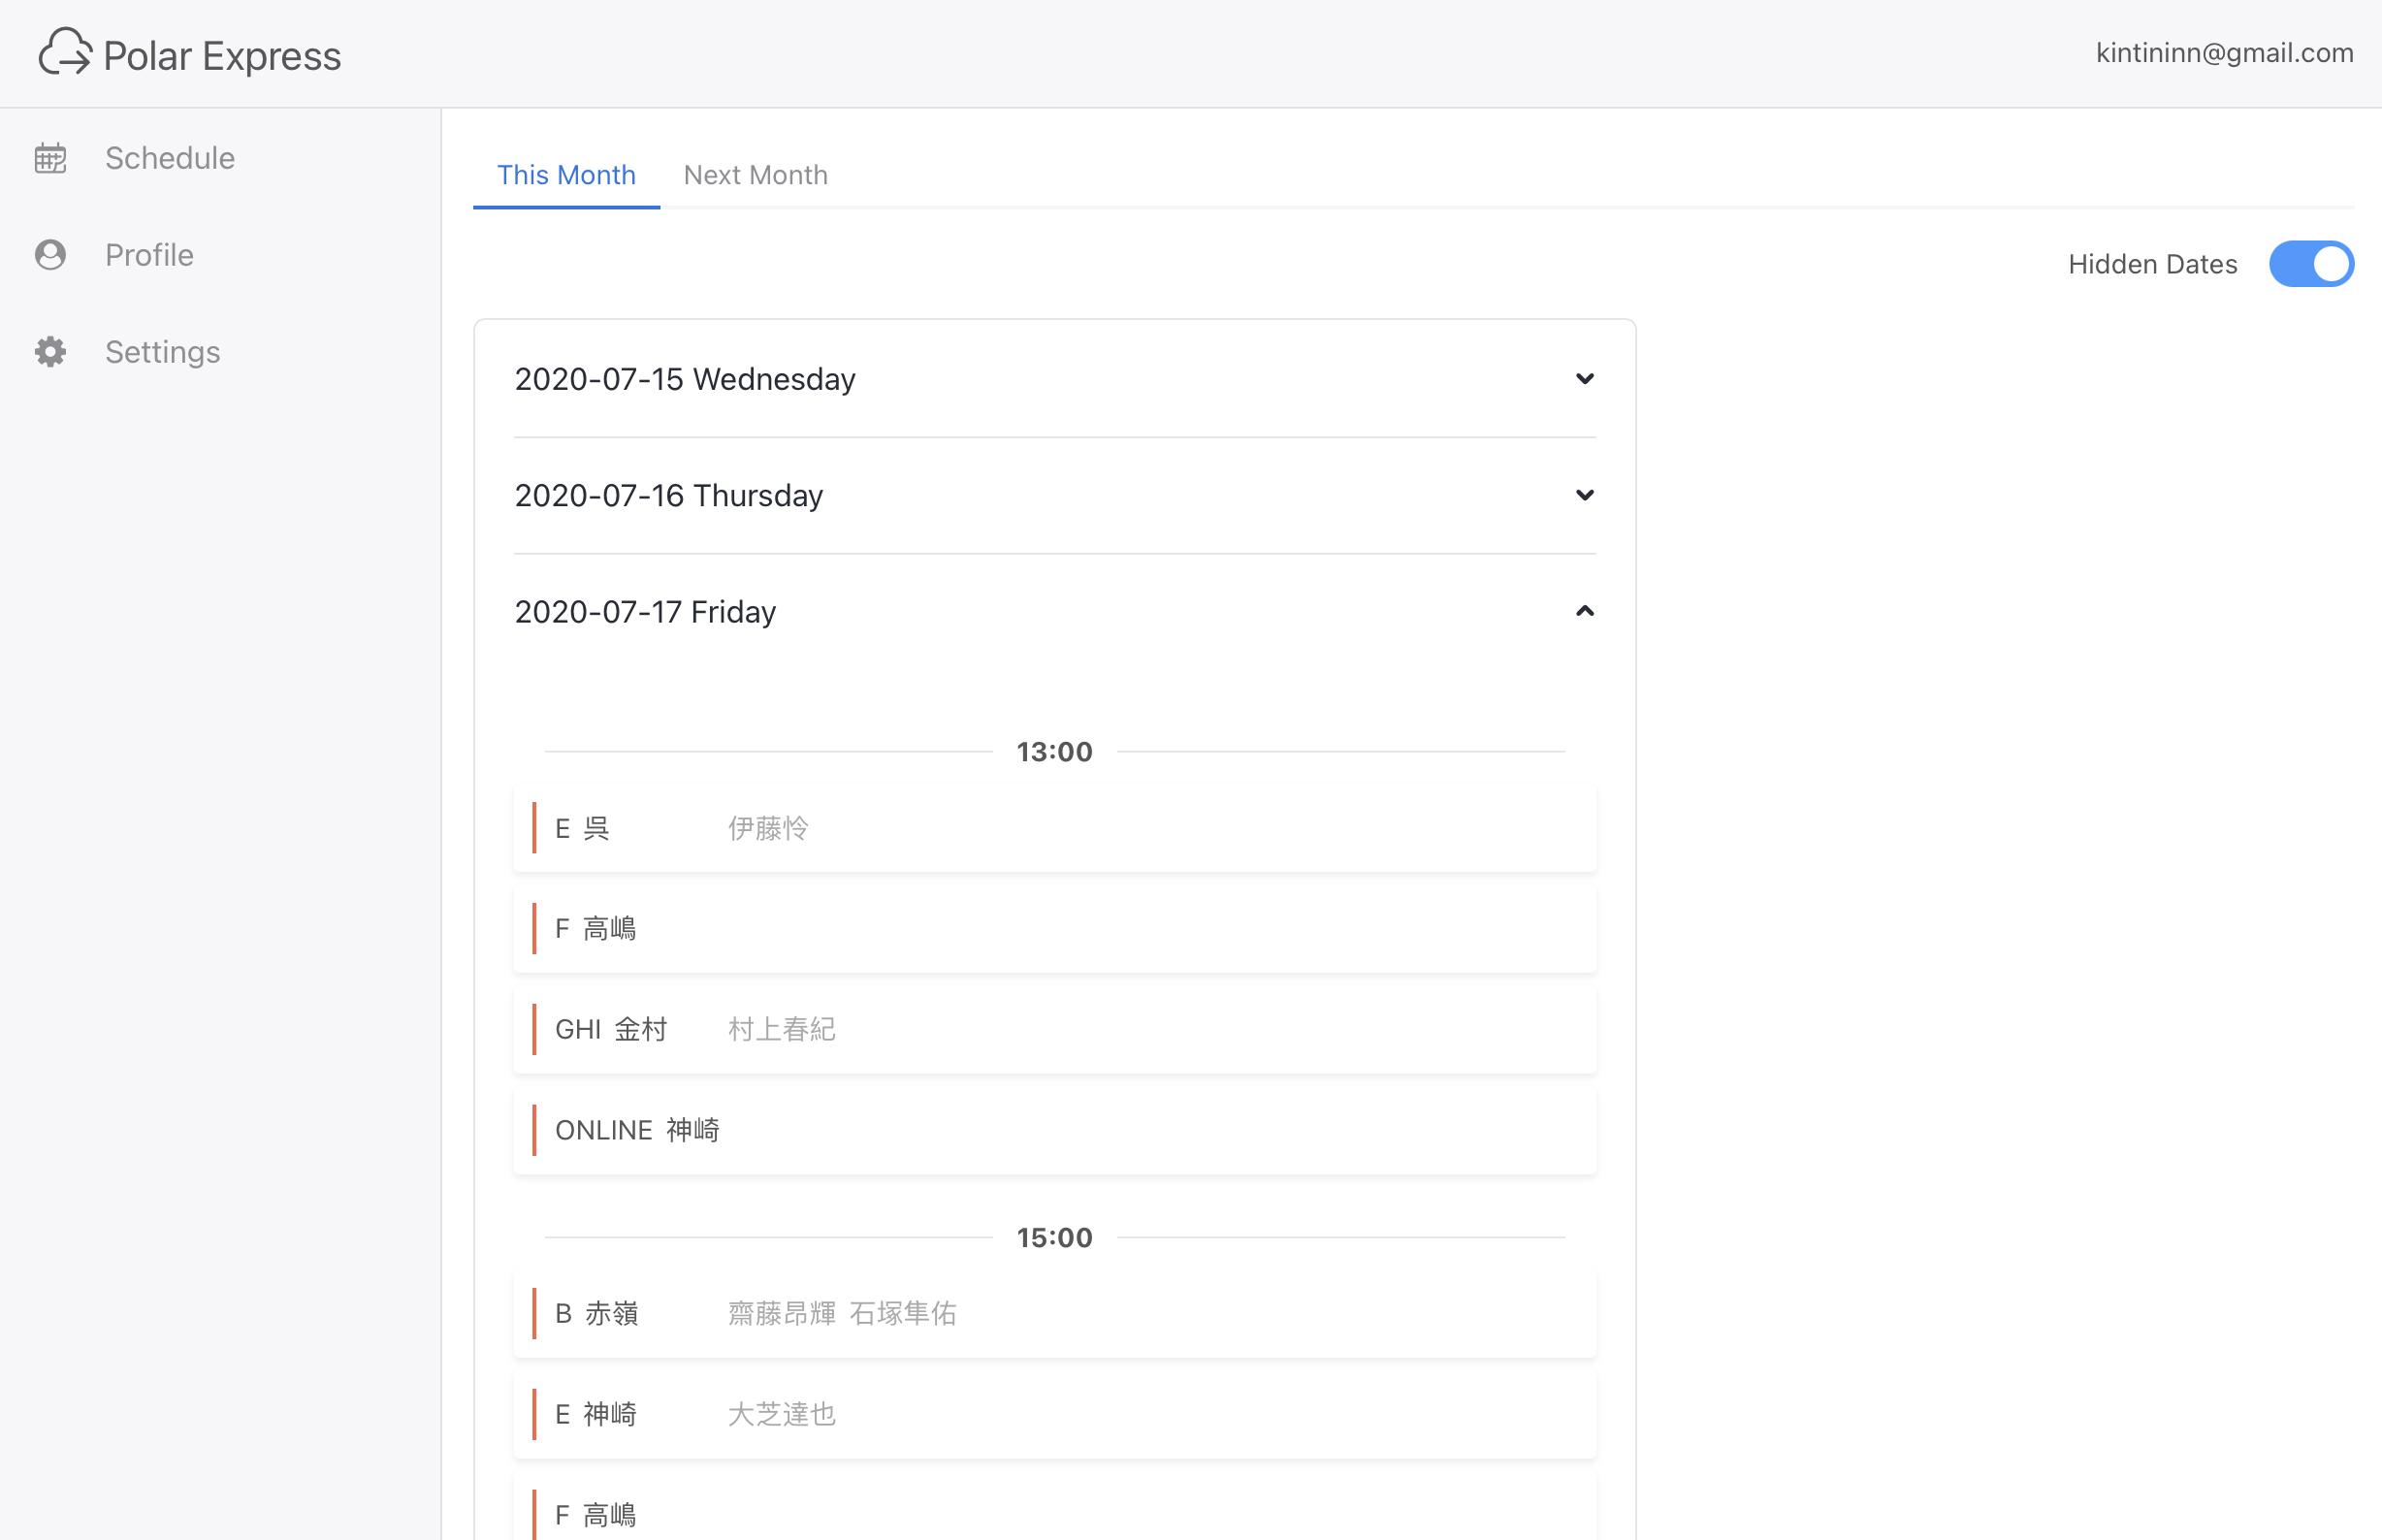 Polar Express
kintininn@gmail.com
Schedule
Profile
Settings
This Month Next Month
Hidden Dates
2020-07-15 Wednesday
2020-07-16 Thursday
2020-07-17 Friday
13:00
E 呉 伊藤怜
F 高嶋
GHI 金村 村上春紀
ONLINE 神崎
15:00
B 赤嶺 齋藤昂輝 石塚隼佑
E 神崎 大芝達也
F 高嶋